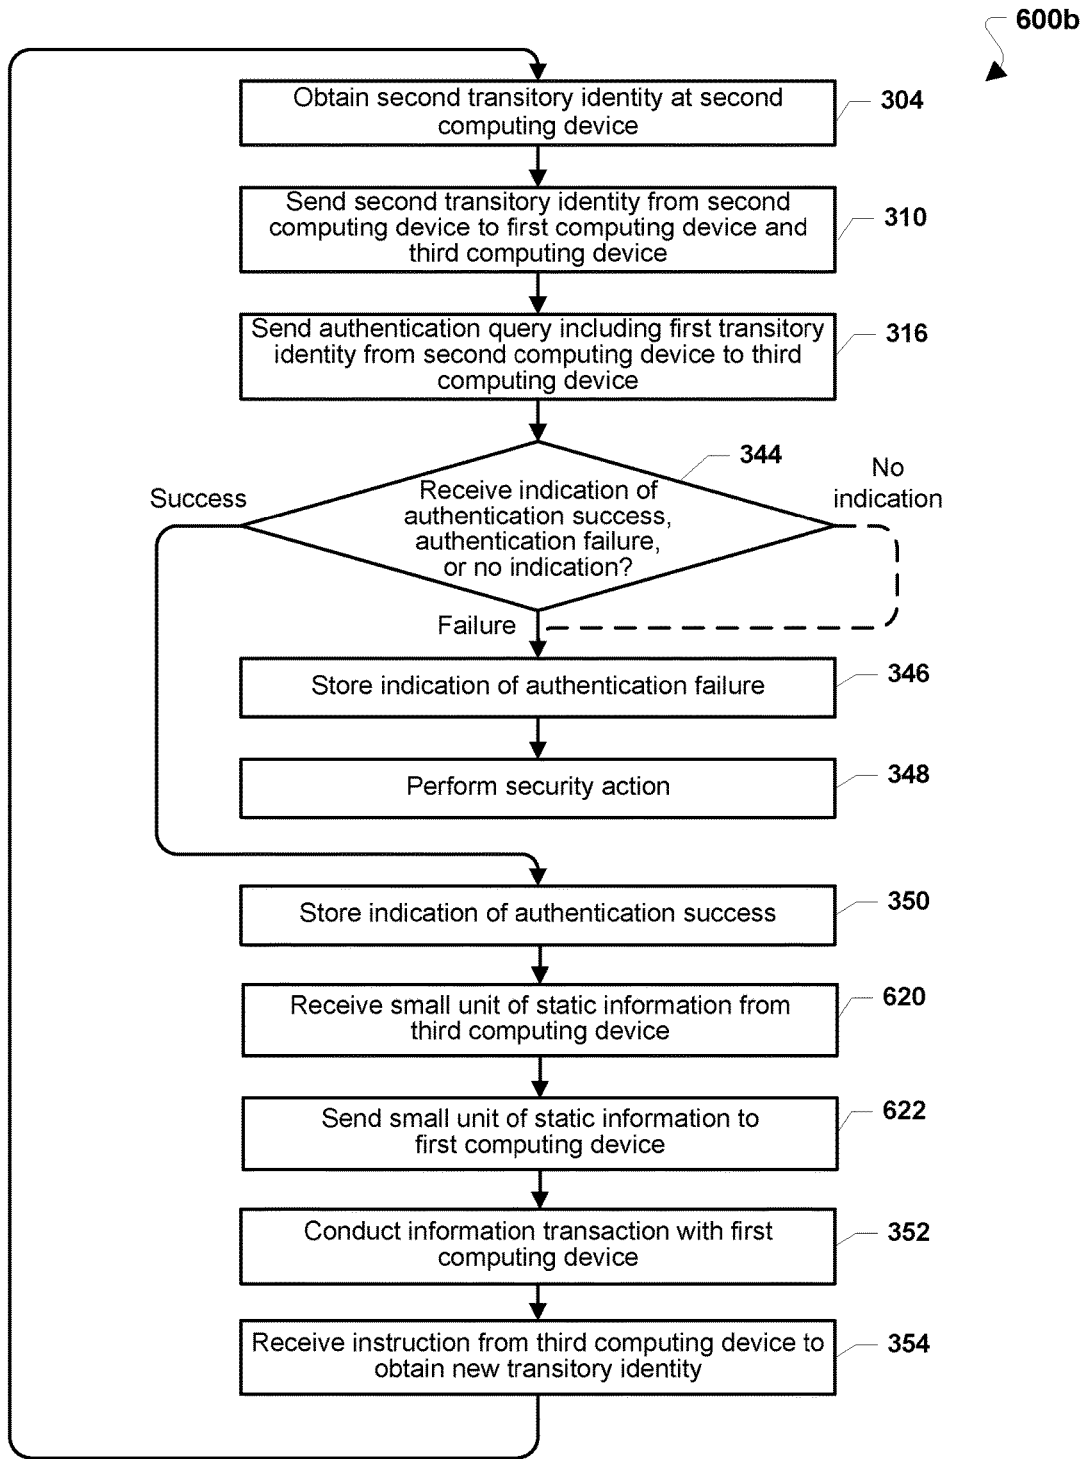 600b
Obtain second transitory identity at second
computing device
304
Send second transitory identity from second
computing device to first computing device and
third computing device
310
Send authentication query including first transitory
identity from second computing device to third
computing device
316
344
Success
Receive indication of
authentication success,
authentication failure,
or no indication?
No
indication
Failure
Store indication of authentication failure
346
Perform security action
348
Store indication of authentication success
350
Receive small unit of static information from
third computing device
620
Send small unit of static information to
first computing device
622
Conduct information transaction with first
computing device
352
Receive instruction from third computing device to
obtain new transitory identity
354